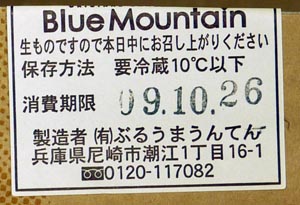 Blue Mountain
生ものですので本日中にお召し上がりください
保存方法 要冷蔵10℃以下
消費期限 09.10.26
製造者 (有)ぶるうまうんてん
兵庫県尼崎市潮江1丁目16-1
0120-117082